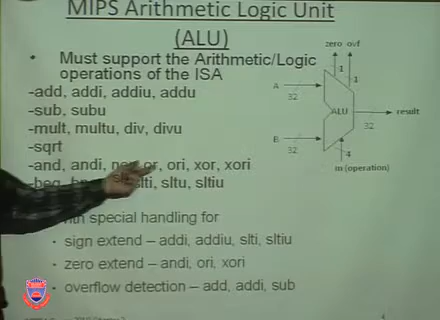 MIPS Arithmetic Logic Unit
(ALU)
• Must support the Arithmetic/Logic
operations of the ISA
-add, addi, addiu, addu
-sub, subu
-mult, multu, div, divu
-sqrt
-and, andi, or, ori, xor, xori
slti, sltu, sltiu
special handling for
• sign extend – addi, addiu, slti, sltiu
• zero extend – andi, ori, xori
• overflow detection – add, addi, sub
zero ovf
1
1
A
32
ALU
result
32
B
32
4
m (operation)
4